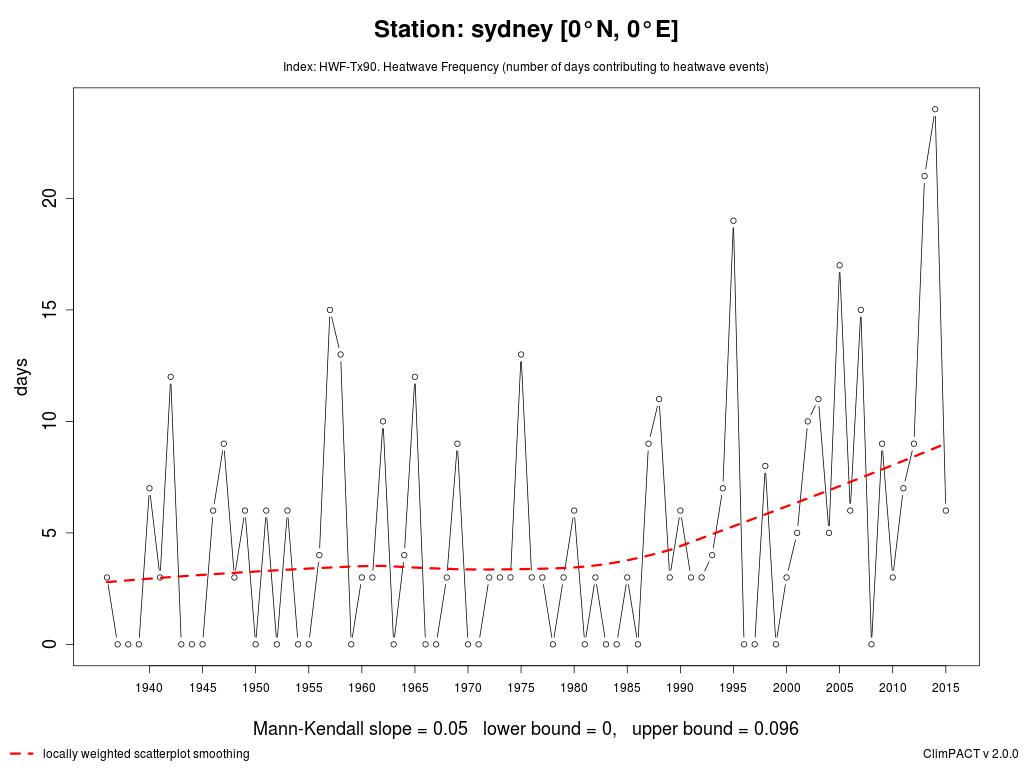 Station: sydney [0°N, 0°E]
Index: HWF-Tx90. Heatwave Frequency (number of days contributing to heatwave events)
days
20
15
10
5
0
1940 1945 1950 1955 1960 1965 1970 1975 1980 1985 1990 1995 2000 2005 2010 2015
Mann-Kendall slope = 0.05 lower bound = 0, upper bound = 0.096
locally weighted scatterplot smoothing
ClimPACT v 2.0.0